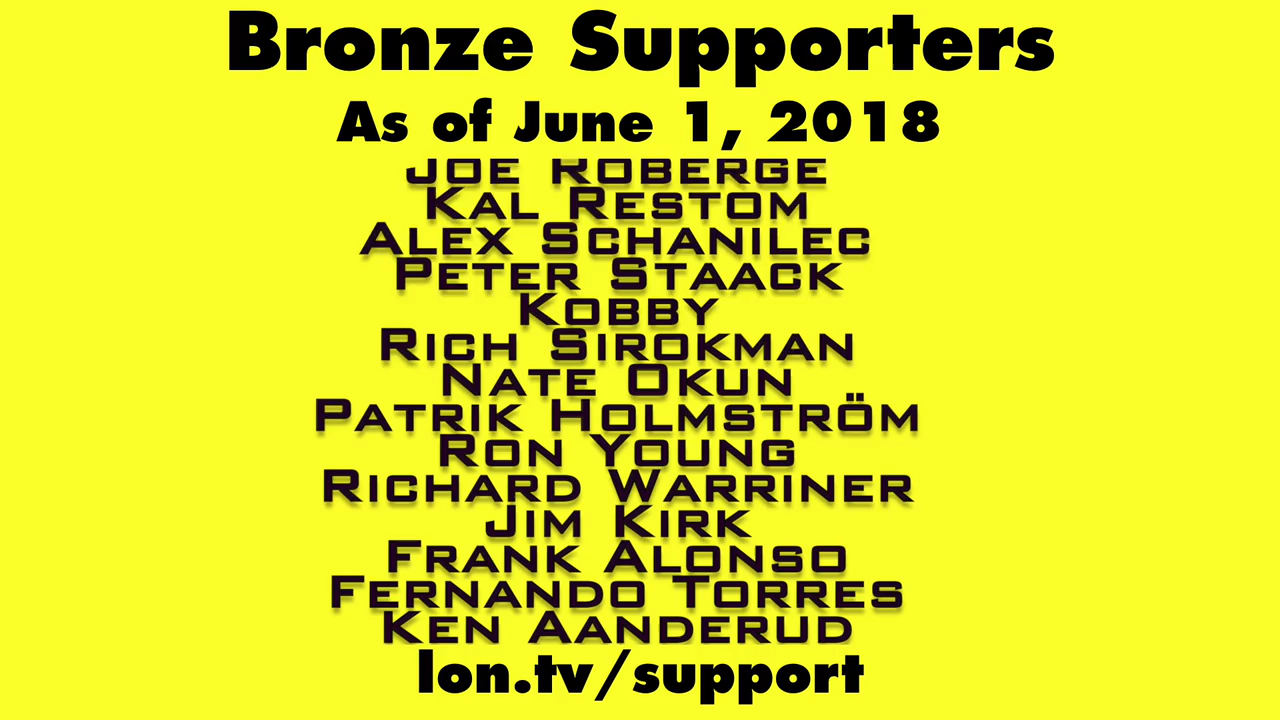 Bronze Supporters
As of June 1, 2018
Joe Roberge
Kal Restom
Alex Schanilec
Peter Staack
Kobby
Rich Sirokman
Nate Okun
Patrik Holmström
Ron Young
Richard Warriner
Jim Kirk
Frank Alonso
Fernando Torres
Ken Aanderud
lon.tv/support